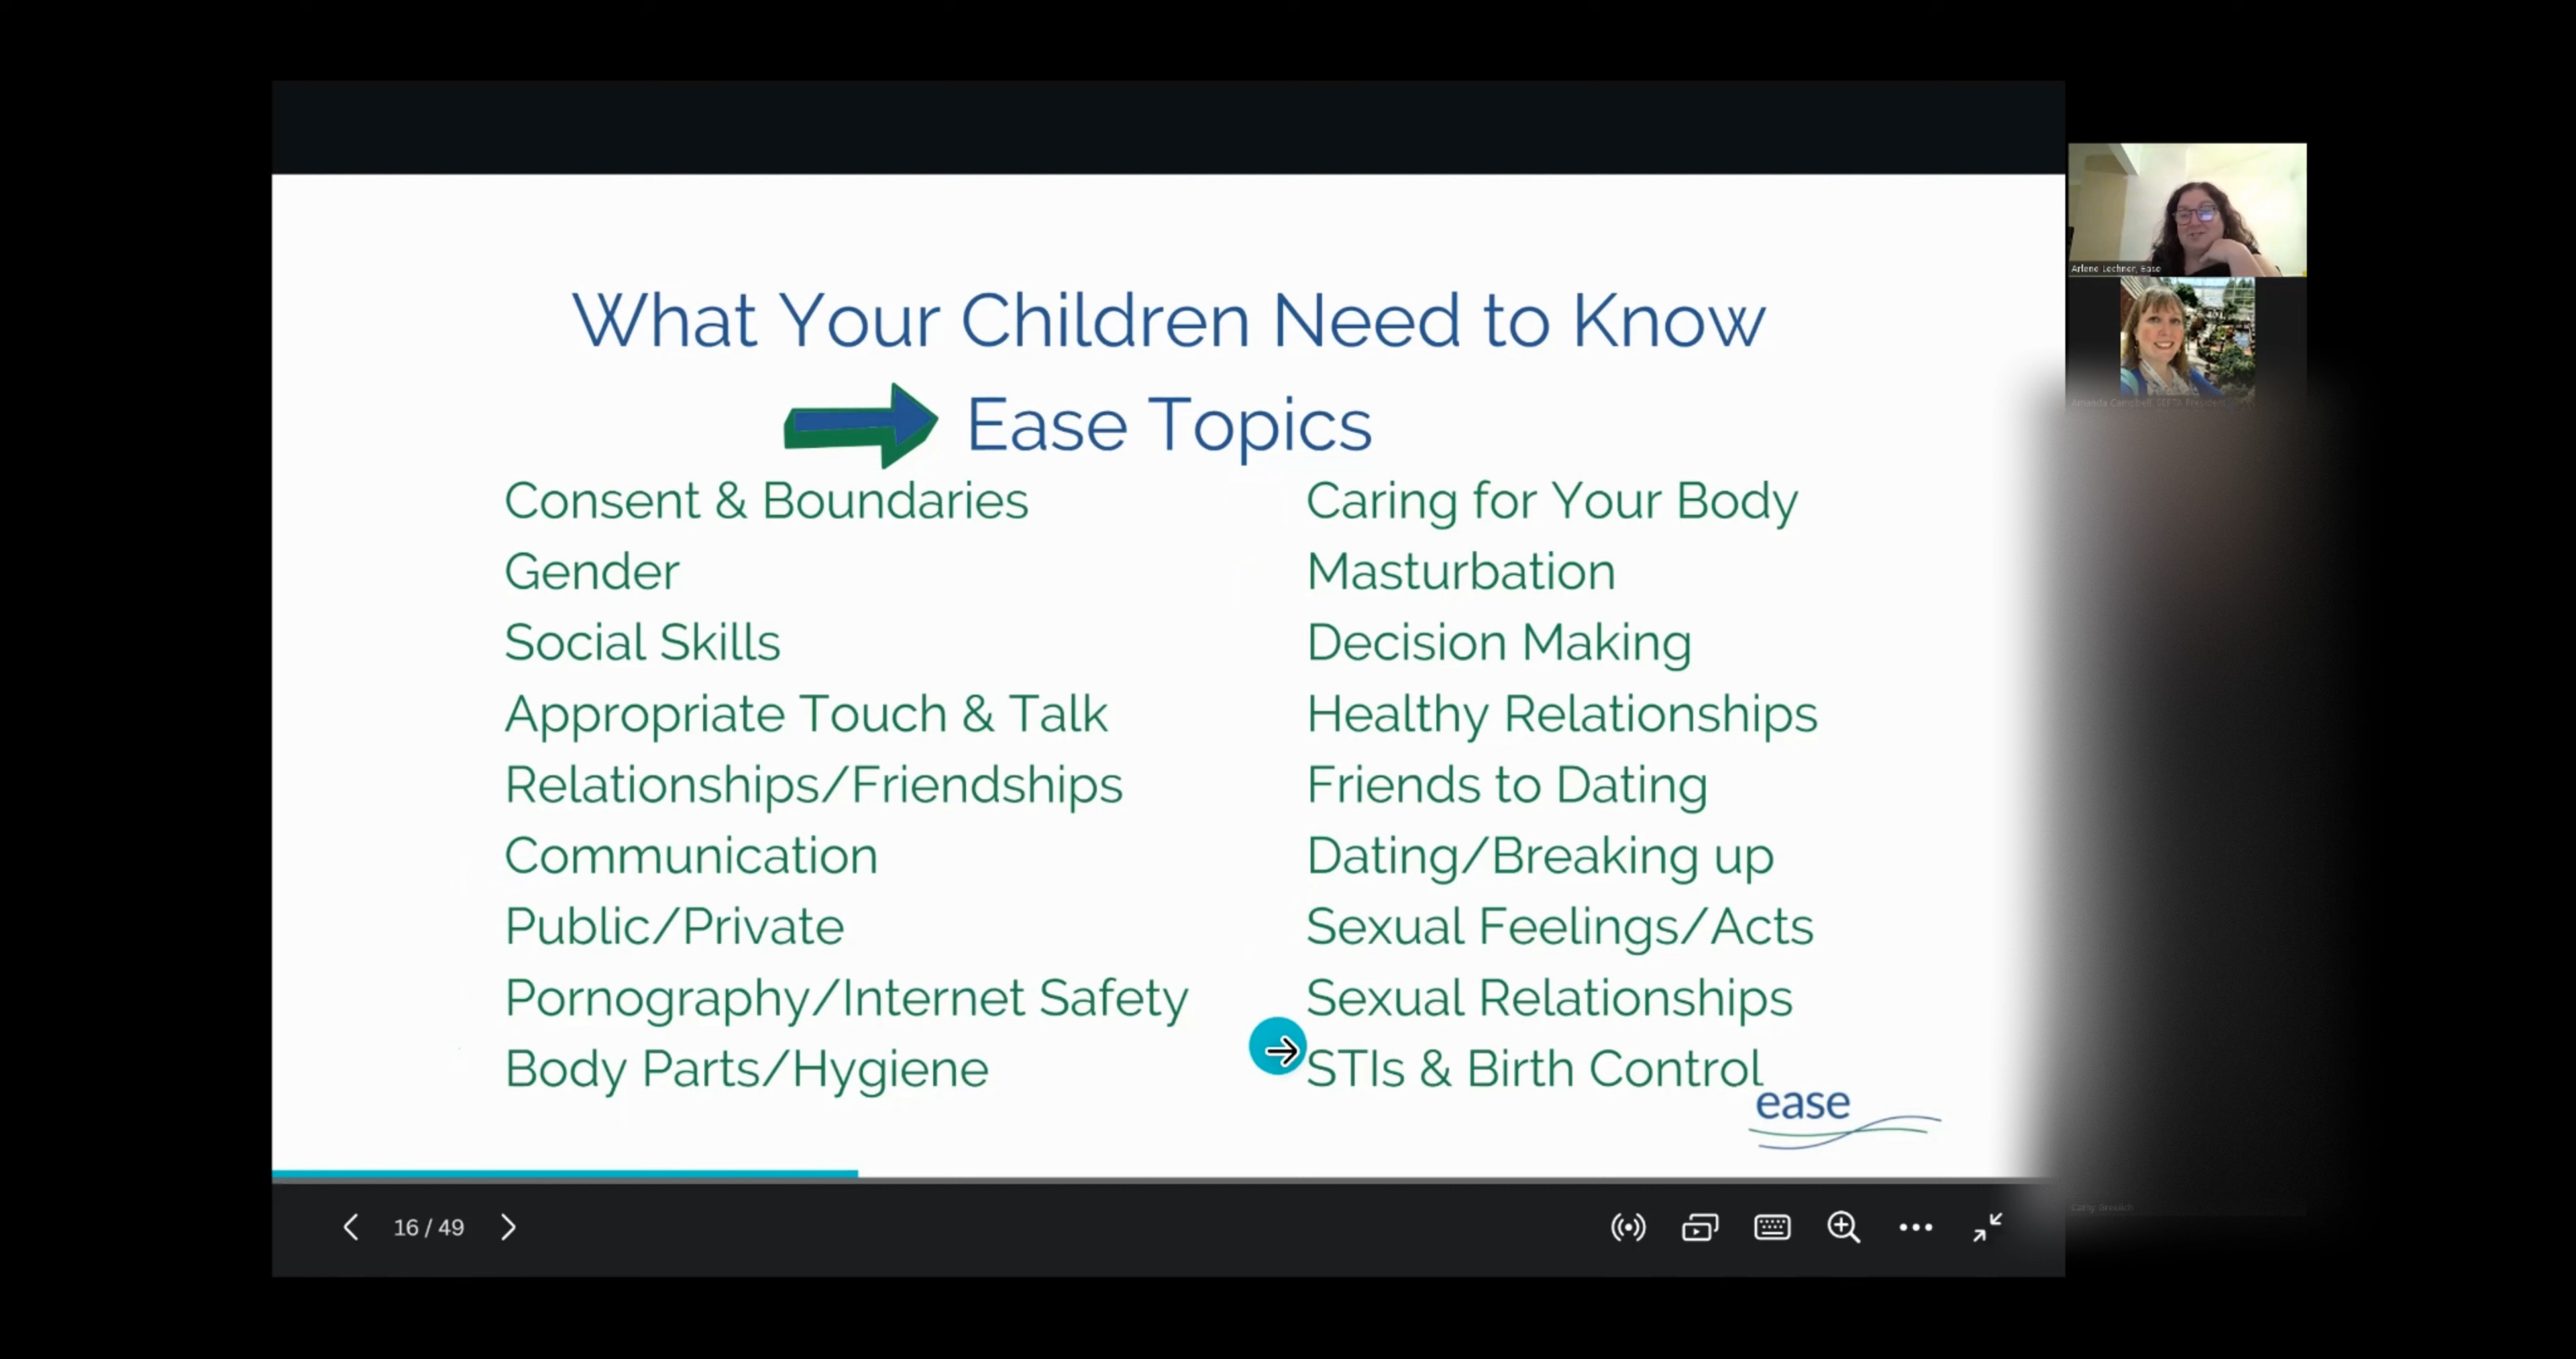 What Your Children Need to Know
Ease Topics
Consent & Boundaries
Gender
Social Skills
Appropriate Touch & Talk
Relationships/Friendships
Communication
Public/Private
Pornography/Internet Safety
Body Parts/Hygiene
Caring for Your Body
Masturbation
Decision Making
Healthy Relationships
Friends to Dating
Dating/Breaking up
Sexual Feelings/Acts
Sexual Relationships
STIs & Birth Control
ease
16 / 49
Arlene Lechner, Ease
Amanda Campbell